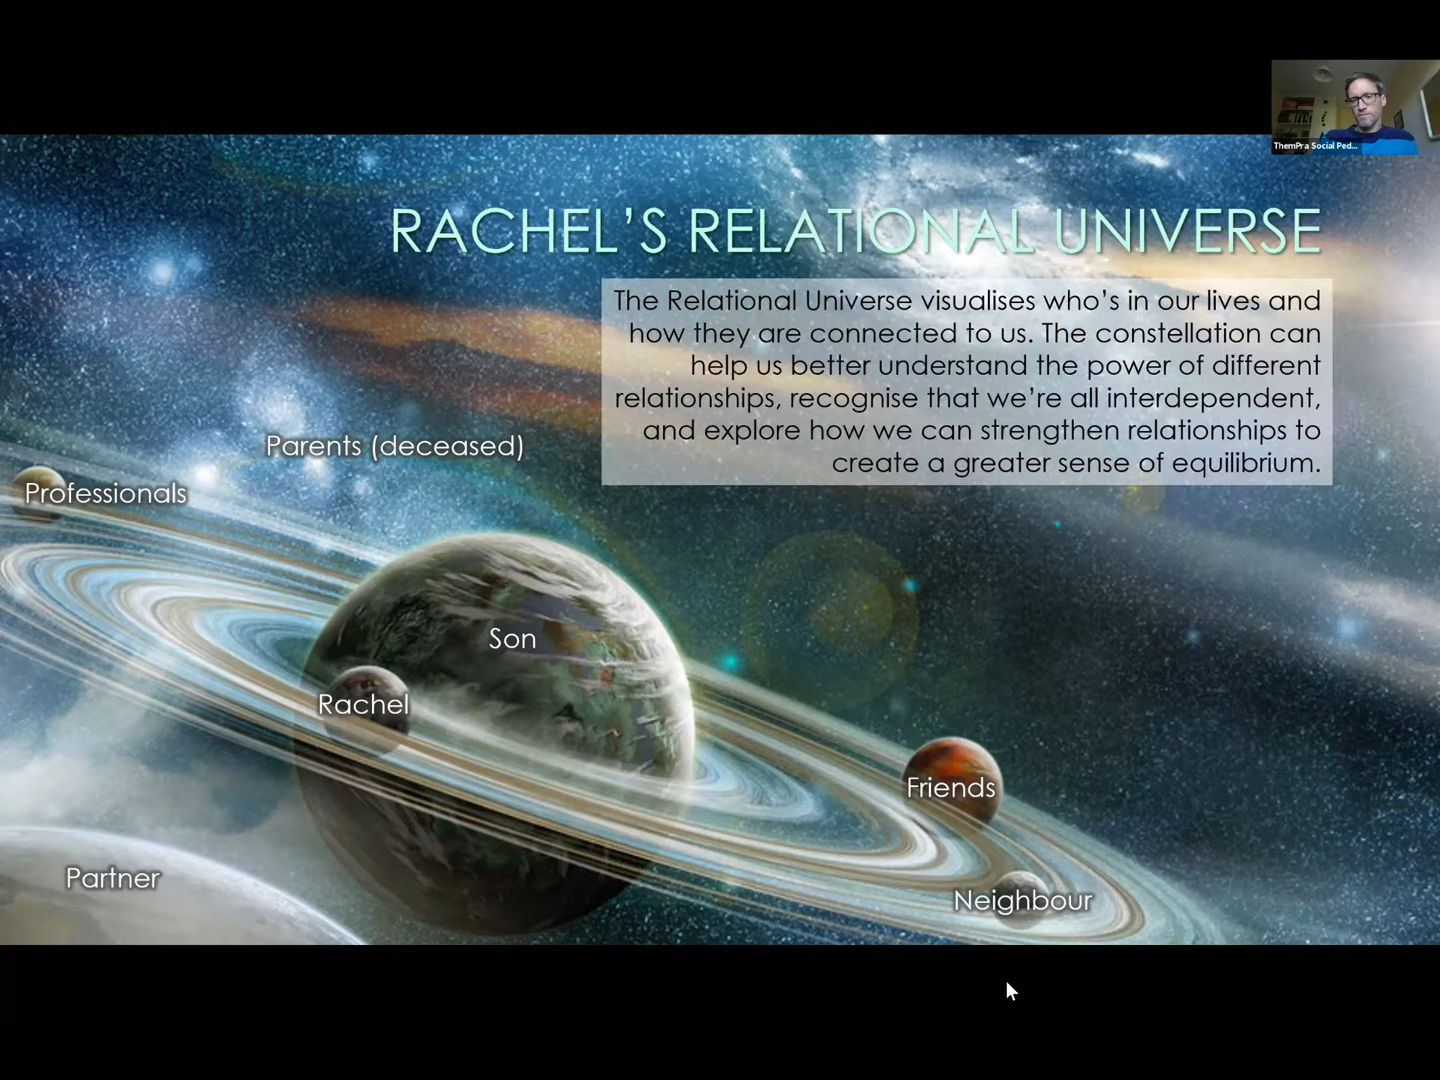 ThemPra Social Ped...
RACHEL’S RELATIONAL UNIVERSE
The Relational Universe visualises who’s in our lives and
how they are connected to us. The constellation can
help us better understand the power of different
relationships, recognise that we’re all interdependent,
and explore how we can strengthen relationships to
create a greater sense of equilibrium.
Parents (deceased)
Professionals
Son
Rachel
Friends
Partner
Neighbour